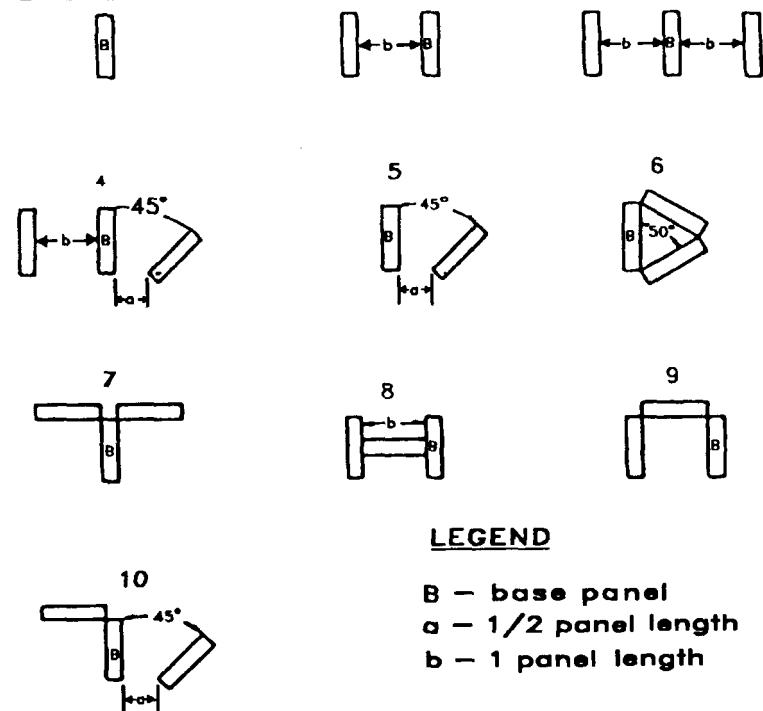 B
b B
b B b
4 5 6
45° 45°
b B B B 50°
a a
7 8 9
b
B B B
LEGEND
10
B - base panel
45° a - 1/2 panel length
B b - 1 panel length
a